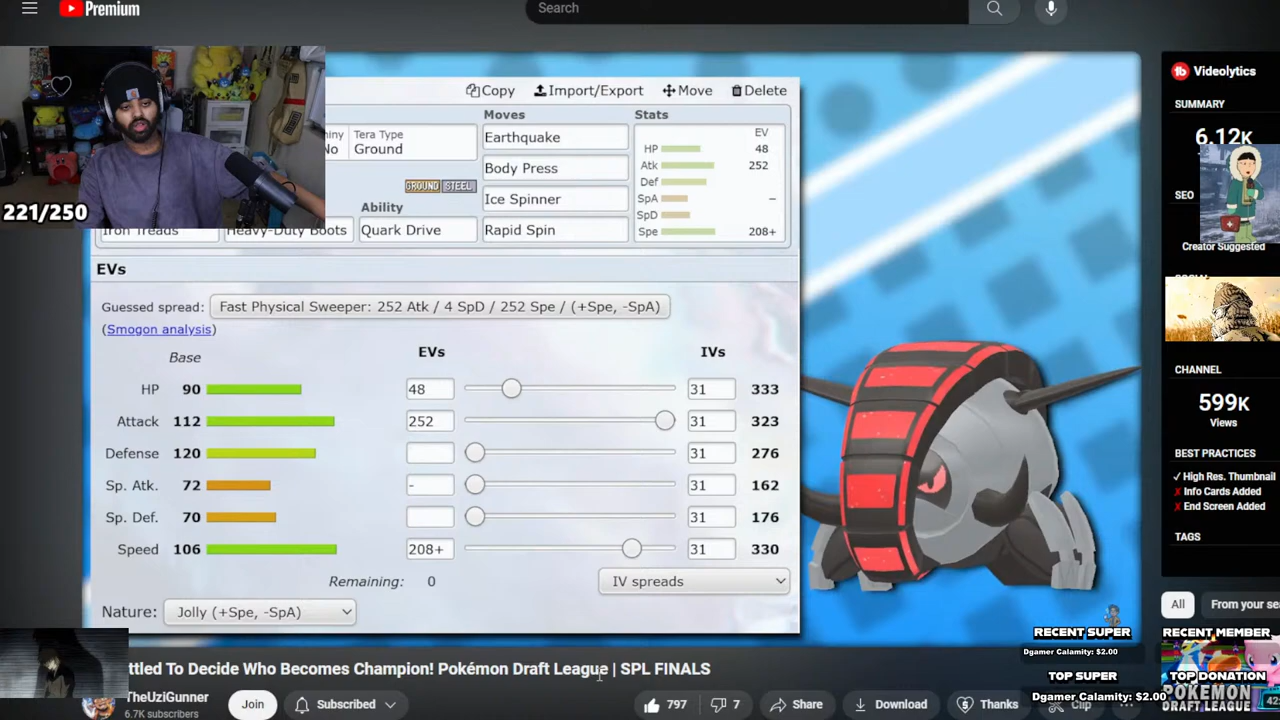 Premium
Search
221/250
Copy Import/Export Move Delete
Moves
Stats
No
Tera Type
Ground
Earthquake
EV
HP 48
Atk 252
Body Press
Def
GROUND STEEL
Ice Spinner
SpA –
SpD
Ability
Iron Treads
Heavy-Duty Boots
Quark Drive
Rapid Spin
Spe 208+
EVs
Guessed spread: Fast Physical Sweeper: 252 Atk / 4 SpD / 252 Spe / (+Spe, -SpA)
(Smogon analysis)
Base EVs IVs
HP 90 48 31 333
Attack 112 252 31 323
Defense 120 31 276
Sp. Atk. 72 - 31 162
Sp. Def. 70 31 176
Speed 106 208+ 31 330
Remaining: 0
IV spreads
Nature: Jolly (+Spe, -SpA)
Videolytics
SUMMARY
6.12K
SEO
Creator Suggested
CHANNEL
599K
Views
BEST PRACTICES
✓ High Res. Thumbnail
✗ Info Cards Added
✗ End Screen Added
TAGS
All
RECENT SUPER
Dgamer Calamity: $2.00
RECENT MEMBER
TOP SUPER
Dgamer Calamity: $2.00
TOP DONATION
POKEMON
DRAFT LEAGUE
To Decide Who Becomes Champion! Pokémon Draft League | SPL FINALS
TheUziGunner
6.7K subscribers
Join
Subscribed
797
7
Share
Download
Thanks
Clip